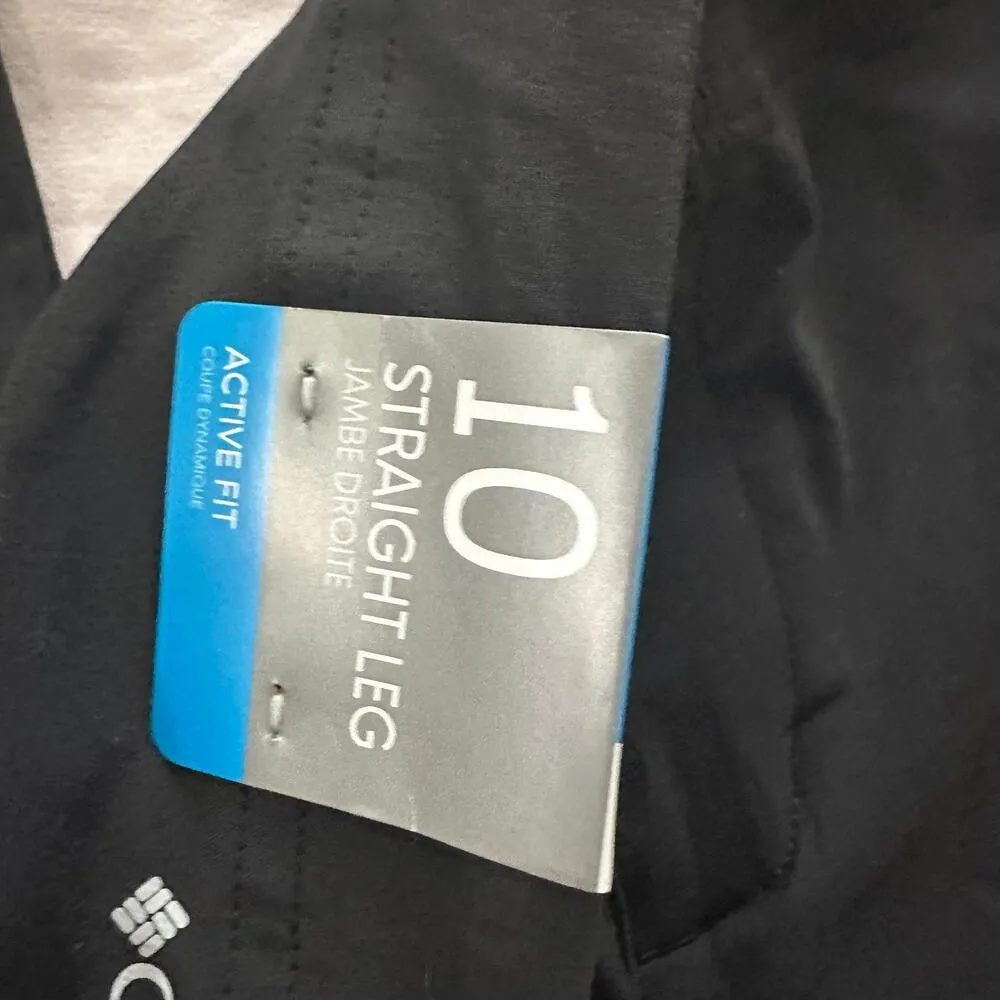 10
STRAIGHT LEG
JAMBE DROITE
ACTIVE FIT
COUPE DYNAMIQUE
C